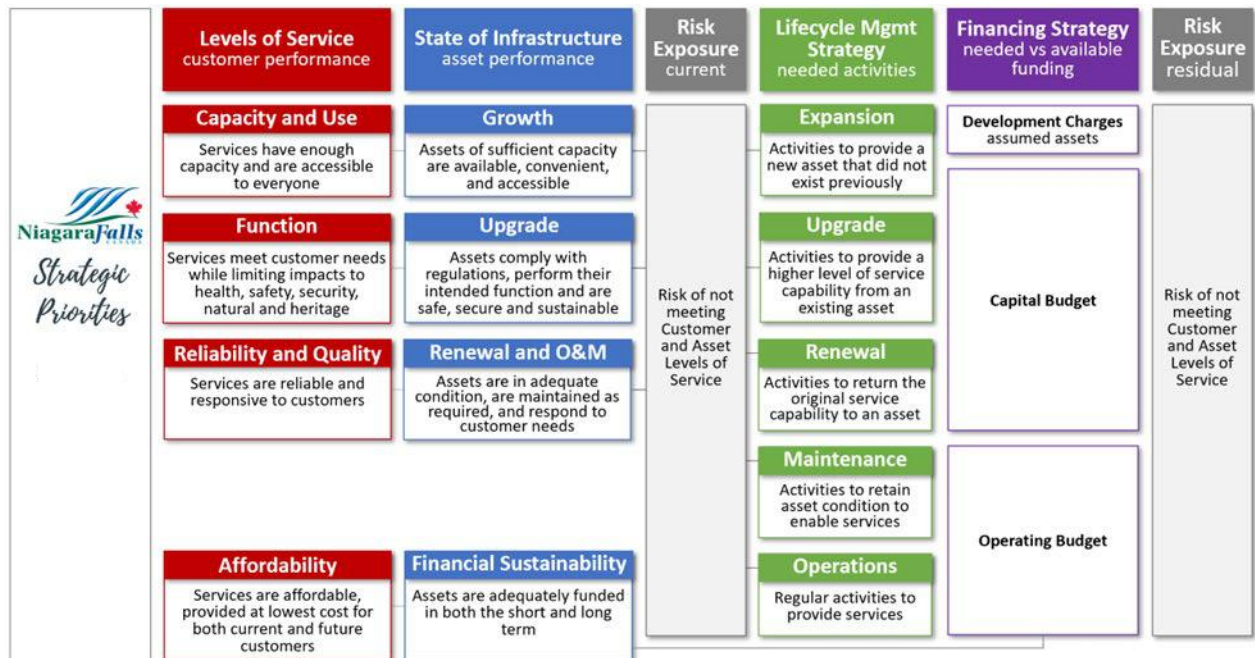 Levels of Service
customer performance
State of Infrastructure
asset performance
Risk
Exposure
current
Lifecycle Mgmt
Strategy
needed activities
Financing Strategy
needed vs available
funding
Risk
Exposure
residual
NiagaraFalls
CANADA
Strategic
Priorities
Capacity and Use
Services have enough
capacity and are accessible
to everyone
Growth
Assets of sufficient capacity
are available, convenient,
and accessible
Function
Services meet customer needs
while limiting impacts to
health, safety, security,
natural and heritage
Upgrade
Assets comply with
regulations, perform their
intended function and are
safe, secure and sustainable
Reliability and Quality
Services are reliable and
responsive to customers
Renewal and O&M
Assets are in adequate
condition, are maintained as
required, and respond to
customer needs
Affordability
Services are affordable,
provided at lowest cost for
both current and future
customers
Financial Sustainability
Assets are adequately funded
in both the short and long
term
Risk of not
meeting
Customer
and Asset
Levels of
Service
Expansion
Activities to provide a
new asset that did not
exist previously
Upgrade
Activities to provide a
higher level of service
capability from an
existing asset
Renewal
Activities to return the
original service
capability to an asset
Maintenance
Activities to retain
asset condition to
enable services
Operations
Regular activities to
provide services
Development Charges
assumed assets
Capital Budget
Operating Budget
Risk of not
meeting
Customer
and Asset
Levels of
Service